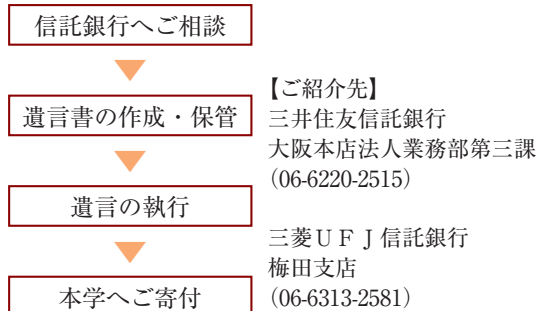 信託銀行へご相談
遺言書の作成・保管
遺言の執行
本学へご寄付
【ご紹介先】
三井住友信託銀行
大阪本店法人業務部第三課
（06-6220-2515）
三菱ＵＦＪ信託銀行
梅田支店
（06-6313-2581）